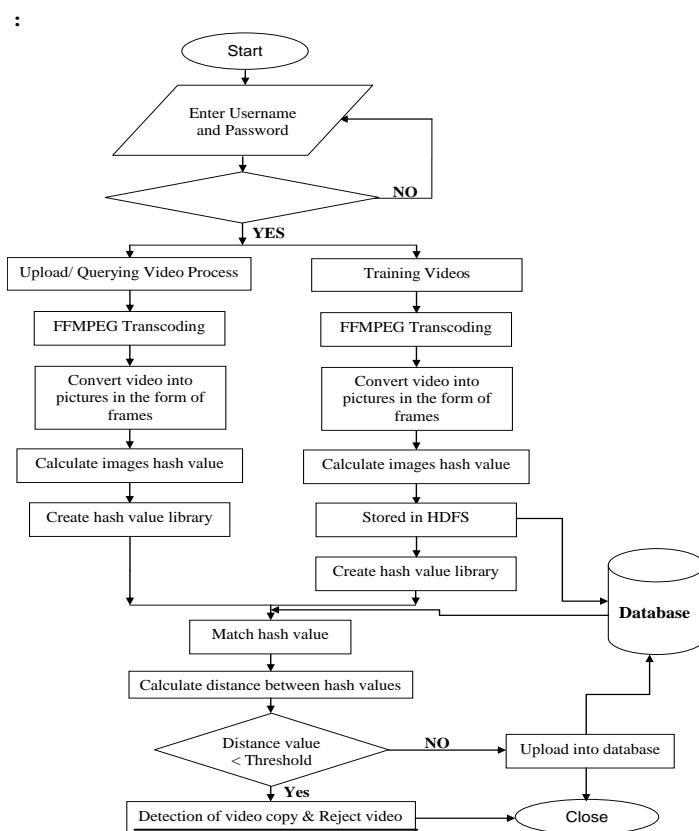 :
Start
Enter Username
and Password
NO
YES
Upload/ Querying Video Process
FFMPEG Transcoding
Convert video into
pictures in the form of
frames
Calculate images hash value
Create hash value library
Training Videos
FFMPEG Transcoding
Convert video into
pictures in the form of
frames
Calculate images hash value
Stored in HDFS
Create hash value library
Database
Match hash value
Calculate distance between hash values
Distance value
< Threshold
NO
Upload into database
Yes
Detection of video copy & Reject video
Close